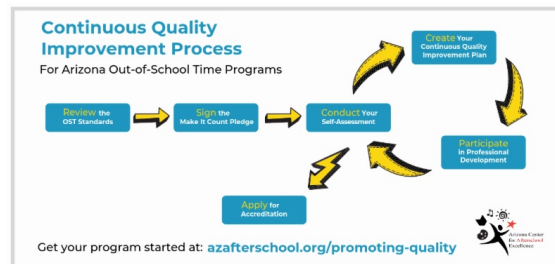 Continuous Quality
Improvement Process
For Arizona Out-of-School Time Programs
Create Your
Continuous Quality
Improvement Plan
Review the
OST Standards
Sign the
Make It Count Pledge
Conduct Your
Self-Assessment
Participate
in Professional
Development
Apply for
Accreditation
Get your program started at: azafterschool.org/promoting-quality
Arizona Center
for Afterschool
Excellence